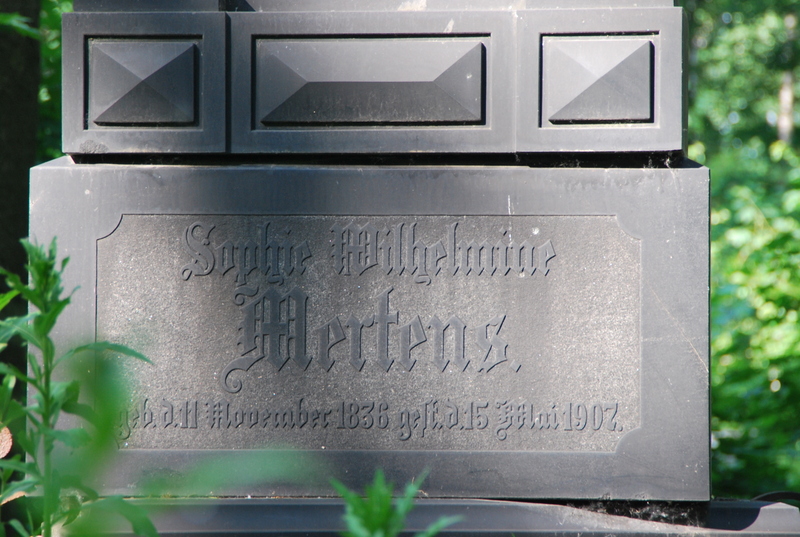 Sophie Wilhelmine
Mertens.
geb. d. 11 November 1836 gest. d. 15 Mai 1907.